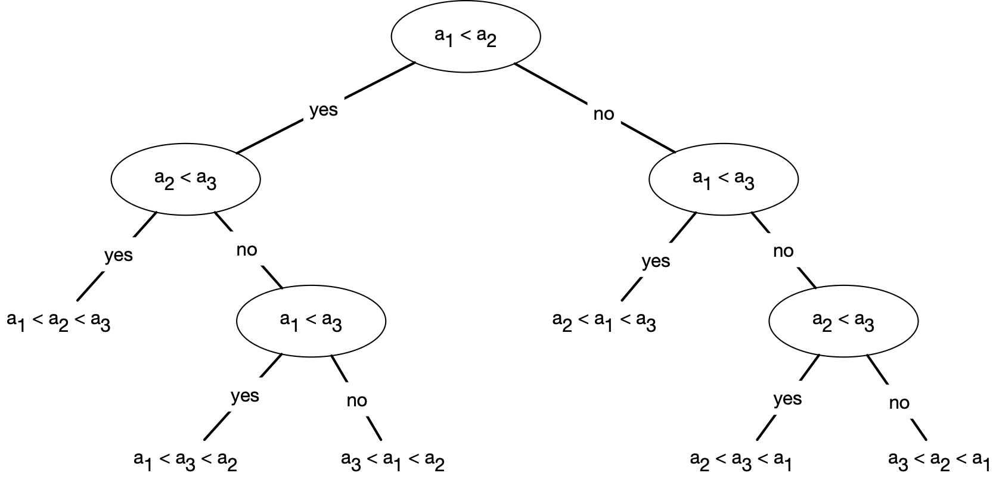 a1 < a2
yes
no
a2 < a3
a1 < a3
yes
no
yes
no
a1 < a2 < a3
a1 < a3
a2 < a1 < a3
a2 < a3
yes
no
yes
no
a1 < a3 < a2
a3 < a1 < a2
a2 < a3 < a1
a3 < a2 < a1